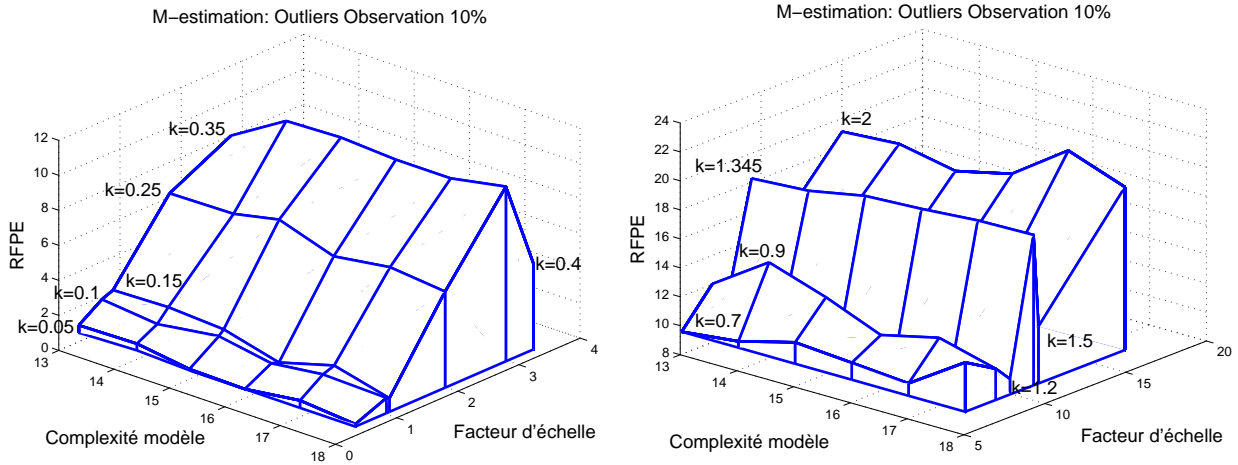 M−estimation: Outliers Observation 10%
12
10
8
6
4
2
0
RFPE
k=0.35
k=0.25
k=0.15
k=0.1
k=0.05
k=0.4
13
14
15
16
17
18
Complexité modèle
0
1
2
3
4
Facteur d'échelle
M−estimation: Outliers Observation 10%
24
22
20
18
16
14
12
10
8
RFPE
k=2
k=1.345
k=0.9
k=0.7
k=1.5
k=1.2
13
14
15
16
17
18
Complexité modèle
5
10
15
20
Facteur d'échelle